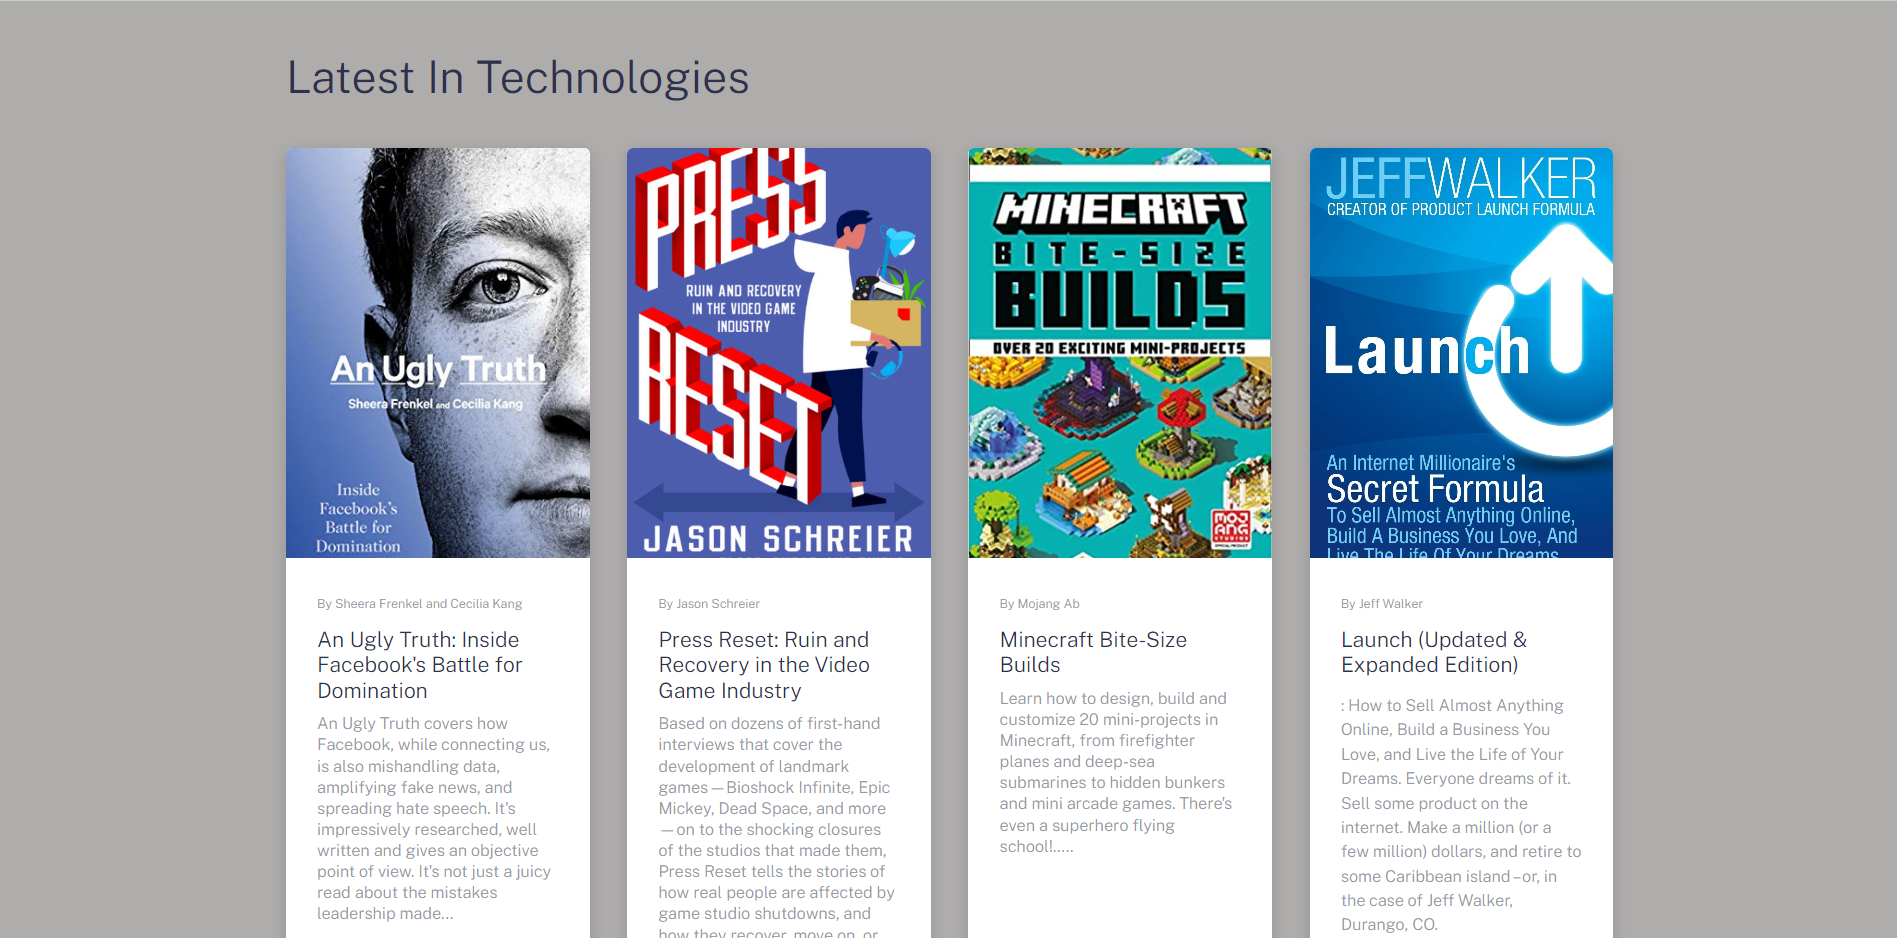 Latest In Technologies
An Ugly Truth
Sheera Frenkel and Cecilia Kang
Inside
Facebook's
Battle for
Domination
By Sheera Frenkel and Cecilia Kang
An Ugly Truth: Inside
Facebook's Battle for
Domination
An Ugly Truth covers how
Facebook, while connecting us,
is also mishandling data,
amplifying fake news, and
spreading hate speech. It's
impressively researched, well
written and gives an objective
point of view. It's not just a juicy
read about the mistakes
leadership made...
PRESS
RUIN AND RECOVERY
IN THE VIDEO GAME
INDUSTRY
RESET
JASON SCHREIER
By Jason Schreier
Press Reset: Ruin and
Recovery in the Video
Game Industry
Based on dozens of first-hand
interviews that cover the
development of landmark
games—Bioshock Infinite, Epic
Mickey, Dead Space, and more
—on to the shocking closures
of the studios that made them,
Press Reset tells the stories of
how real people are affected by
game studio shutdowns, and
how they recover, move on, or
MINECRAFT
BITE-SIZE
BUILDS
OVER 20 EXCITING MINI-PROJECTS
MOJANG
STUDIOS
OFFICIAL PRODUCT
By Mojang Ab
Minecraft Bite-Size
Builds
Learn how to design, build and
customize 20 mini-projects in
Minecraft, from firefighter
planes and deep-sea
submarines to hidden bunkers
and mini arcade games. There's
even a superhero flying
school!.....
JEFFWALKER
CREATOR OF PRODUCT LAUNCH FORMULA
Launch
An Internet Millionaire's
Secret Formula
To Sell Almost Anything Online,
Build A Business You Love, And
Live The Life Of Your Dreams
By Jeff Walker
Launch (Updated &
Expanded Edition)
: How to Sell Almost Anything
Online, Build a Business You
Love, and Live the Life of Your
Dreams. Everyone dreams of it.
Sell some product on the
internet. Make a million (or a
few million) dollars, and retire to
some Caribbean island–or, in
the case of Jeff Walker,
Durango, CO.